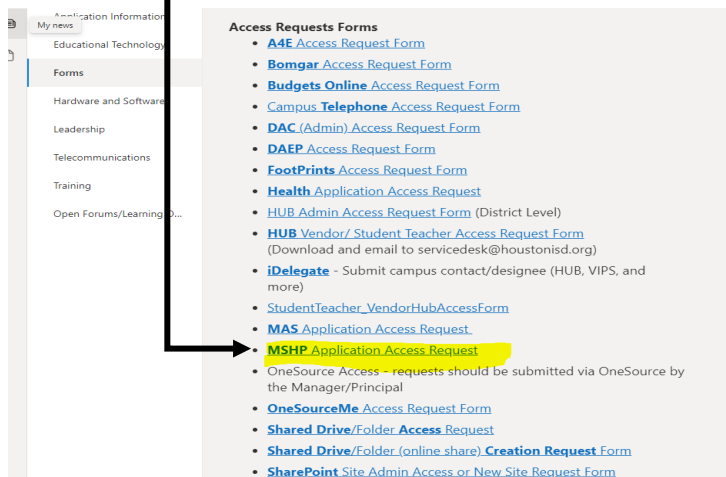 Application Information
My news
Educational Technology
Forms
Hardware and Software
Leadership
Telecommunications
Training
Open Forums/Learning O...
Access Requests Forms
• A4E Access Request Form
• Bomgar Access Request Form
• Budgets Online Access Request Form
• Campus Telephone Access Request Form
• DAC (Admin) Access Request Form
• DAEP Access Request Form
• FootPrints Access Request Form
• Health Application Access Request
• HUB Admin Access Request Form (District Level)
• HUB Vendor/ Student Teacher Access Request Form
(Download and email to servicedesk@houstonisd.org)
• iDelegate - Submit campus contact/designee (HUB, VIPS, and
more)
• StudentTeacher_VendorHubAccessForm
• MAS Application Access Request
• MSHP Application Access Request
• OneSource Access - requests should be submitted via OneSource by
the Manager/Principal
• OneSourceMe Access Request Form
• Shared Drive/Folder Access Request
• Shared Drive/Folder (online share) Creation Request Form
• SharePoint Site Admin Access or New Site Request Form